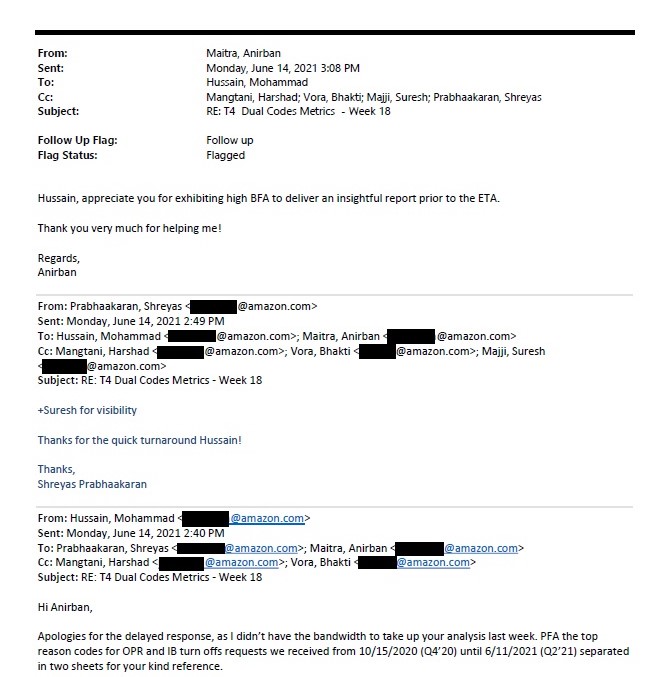 From: Maitra, Anirban
Sent: Monday, June 14, 2021 3:08 PM
To: Hussain, Mohammad
Cc: Mangtani, Harshad; Vora, Bhakti; Majji, Suresh; Prabhaakaran, Shreyas
Subject: RE: T4  Dual Codes Metrics  - Week 18
Follow Up Flag: Follow up
Flag Status: Flagged
Hussain, appreciate you for exhibiting high BFA to deliver an insightful report prior to the ETA.
Thank you very much for helping me!
Regards,
Anirban
From: Prabhaakaran, Shreyas <@amazon.com>
Sent: Monday, June 14, 2021 2:49 PM
To: Hussain, Mohammad <@amazon.com>; Maitra, Anirban <@amazon.com>
Cc: Mangtani, Harshad <@amazon.com>; Vora, Bhakti <@amazon.com>; Majji, Suresh
<@amazon.com>
Subject: RE: T4 Dual Codes Metrics - Week 18
+Suresh for visibility
Thanks for the quick turnaround Hussain!
Thanks,
Shreyas Prabhaakaran
From: Hussain, Mohammad <@amazon.com>
Sent: Monday, June 14, 2021 2:40 PM
To: Prabhaakaran, Shreyas <@amazon.com>; Maitra, Anirban <@amazon.com>
Cc: Mangtani, Harshad <@amazon.com>; Vora, Bhakti <@amazon.com>
Subject: RE: T4 Dual Codes Metrics - Week 18
Hi Anirban,
Apologies for the delayed response, as I didn't have the bandwidth to take up your analysis last week. PFA the top
reason codes for OPR and IB turn offs requests we received from 10/15/2020 (Q4'20) until 6/11/2021 (Q2'21) separated
in two sheets for your kind reference.